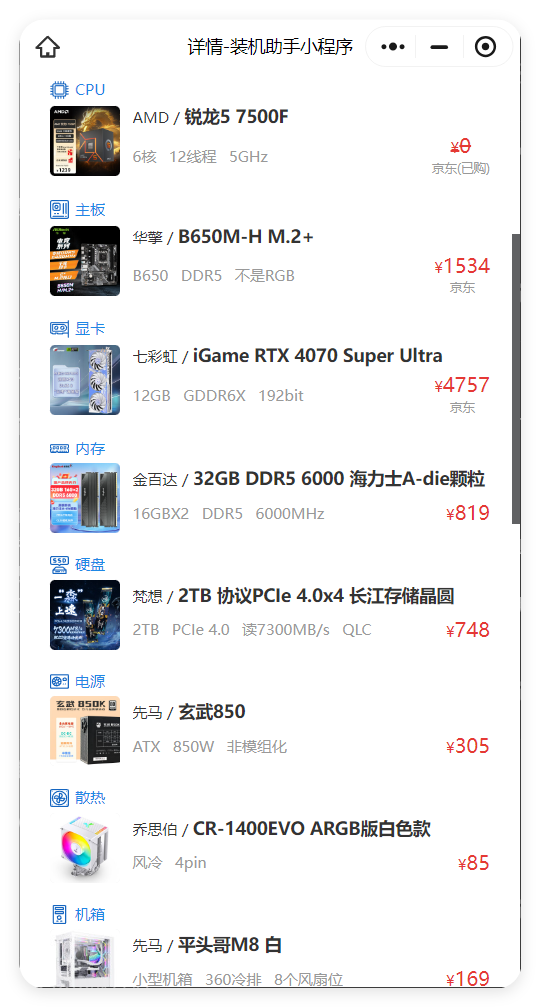 详情-装机助手小程序
CPU
AMD / 锐龙5 7500F
6核 12线程 5GHz
¥0
京东(已购)
主板
华擎 / B650M-H M.2+
B650 DDR5 不是RGB
¥1534
京东
显卡
七彩虹 / iGame RTX 4070 Super Ultra
12GB GDDR6X 192bit
¥4757
京东
内存
金百达 / 32GB DDR5 6000 海力士A-die颗粒
16GBX2 DDR5 6000MHz
¥819
硬盘
梵想 / 2TB 协议PCIe 4.0x4 长江存储晶圆
2TB PCIe 4.0 读7300MB/s QLC
¥748
电源
玄武 850K
先马 / 玄武850
ATX 850W 非模组化
¥305
散热
乔思伯 / CR-1400EVO ARGB版白色款
风冷 4pin
¥85
机箱
先马 / 平头哥M8 白
小型机箱 360冷排 8个风扇位
¥169